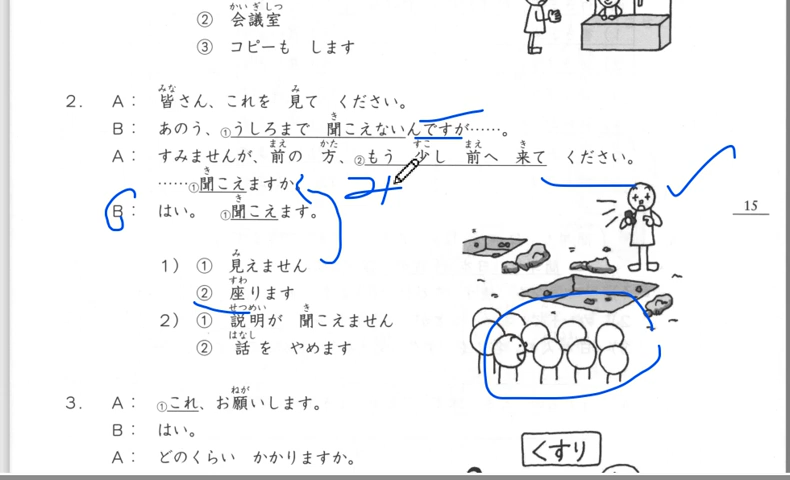 ② 会議室
③ コピーも します
2. A： 皆さん、これを 見て ください。
B： あのう、①うしろまで 聞こえないんですが……。
A： すみませんが、前の 方、②もう 少し 前へ 来て ください。
……①聞こえますか。
B： はい。 ①聞こえます。
15
1） ① 見えません
② 座ります
2） ① 説明が 聞こえません
② 話を やめます
3. A： ①これ、お願いします。
B： はい。
A： どのくらい かかりますか。
くすり